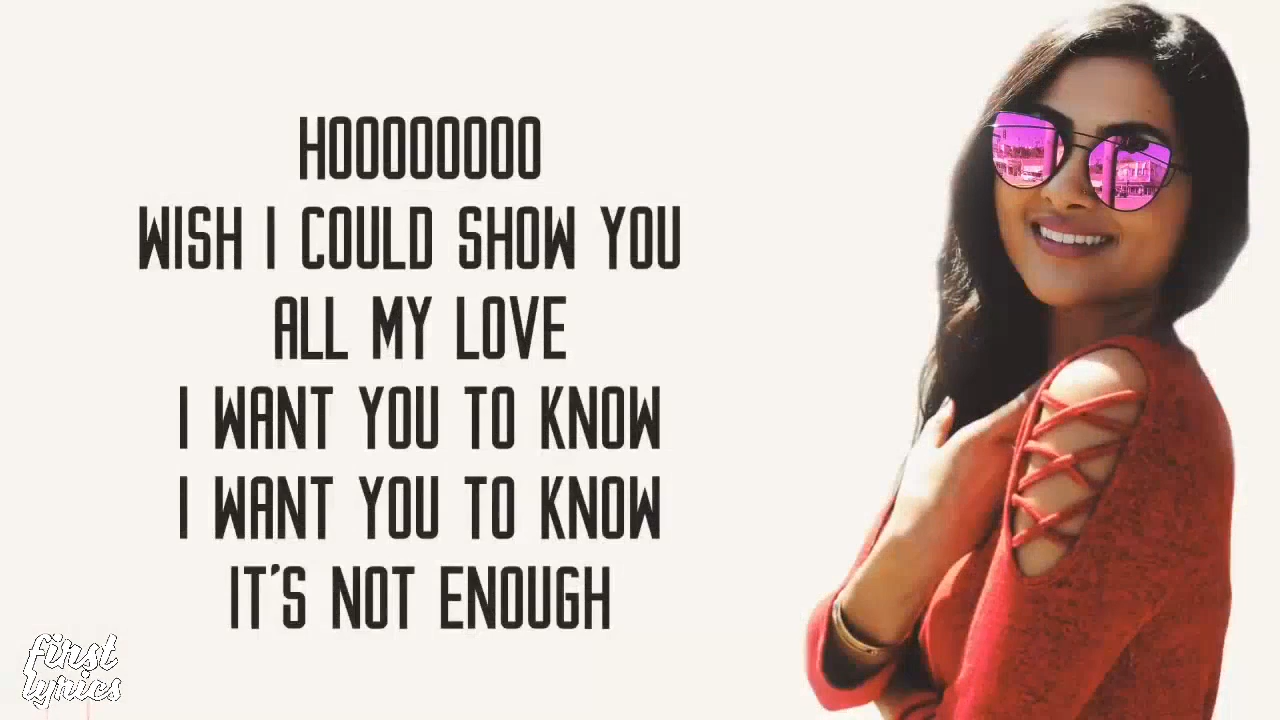 HOOOOOOOO
WISH I COULD SHOW YOU
ALL MY LOVE
I WANT YOU TO KNOW
I WANT YOU TO KNOW
IT'S NOT ENOUGH
first
lyrics